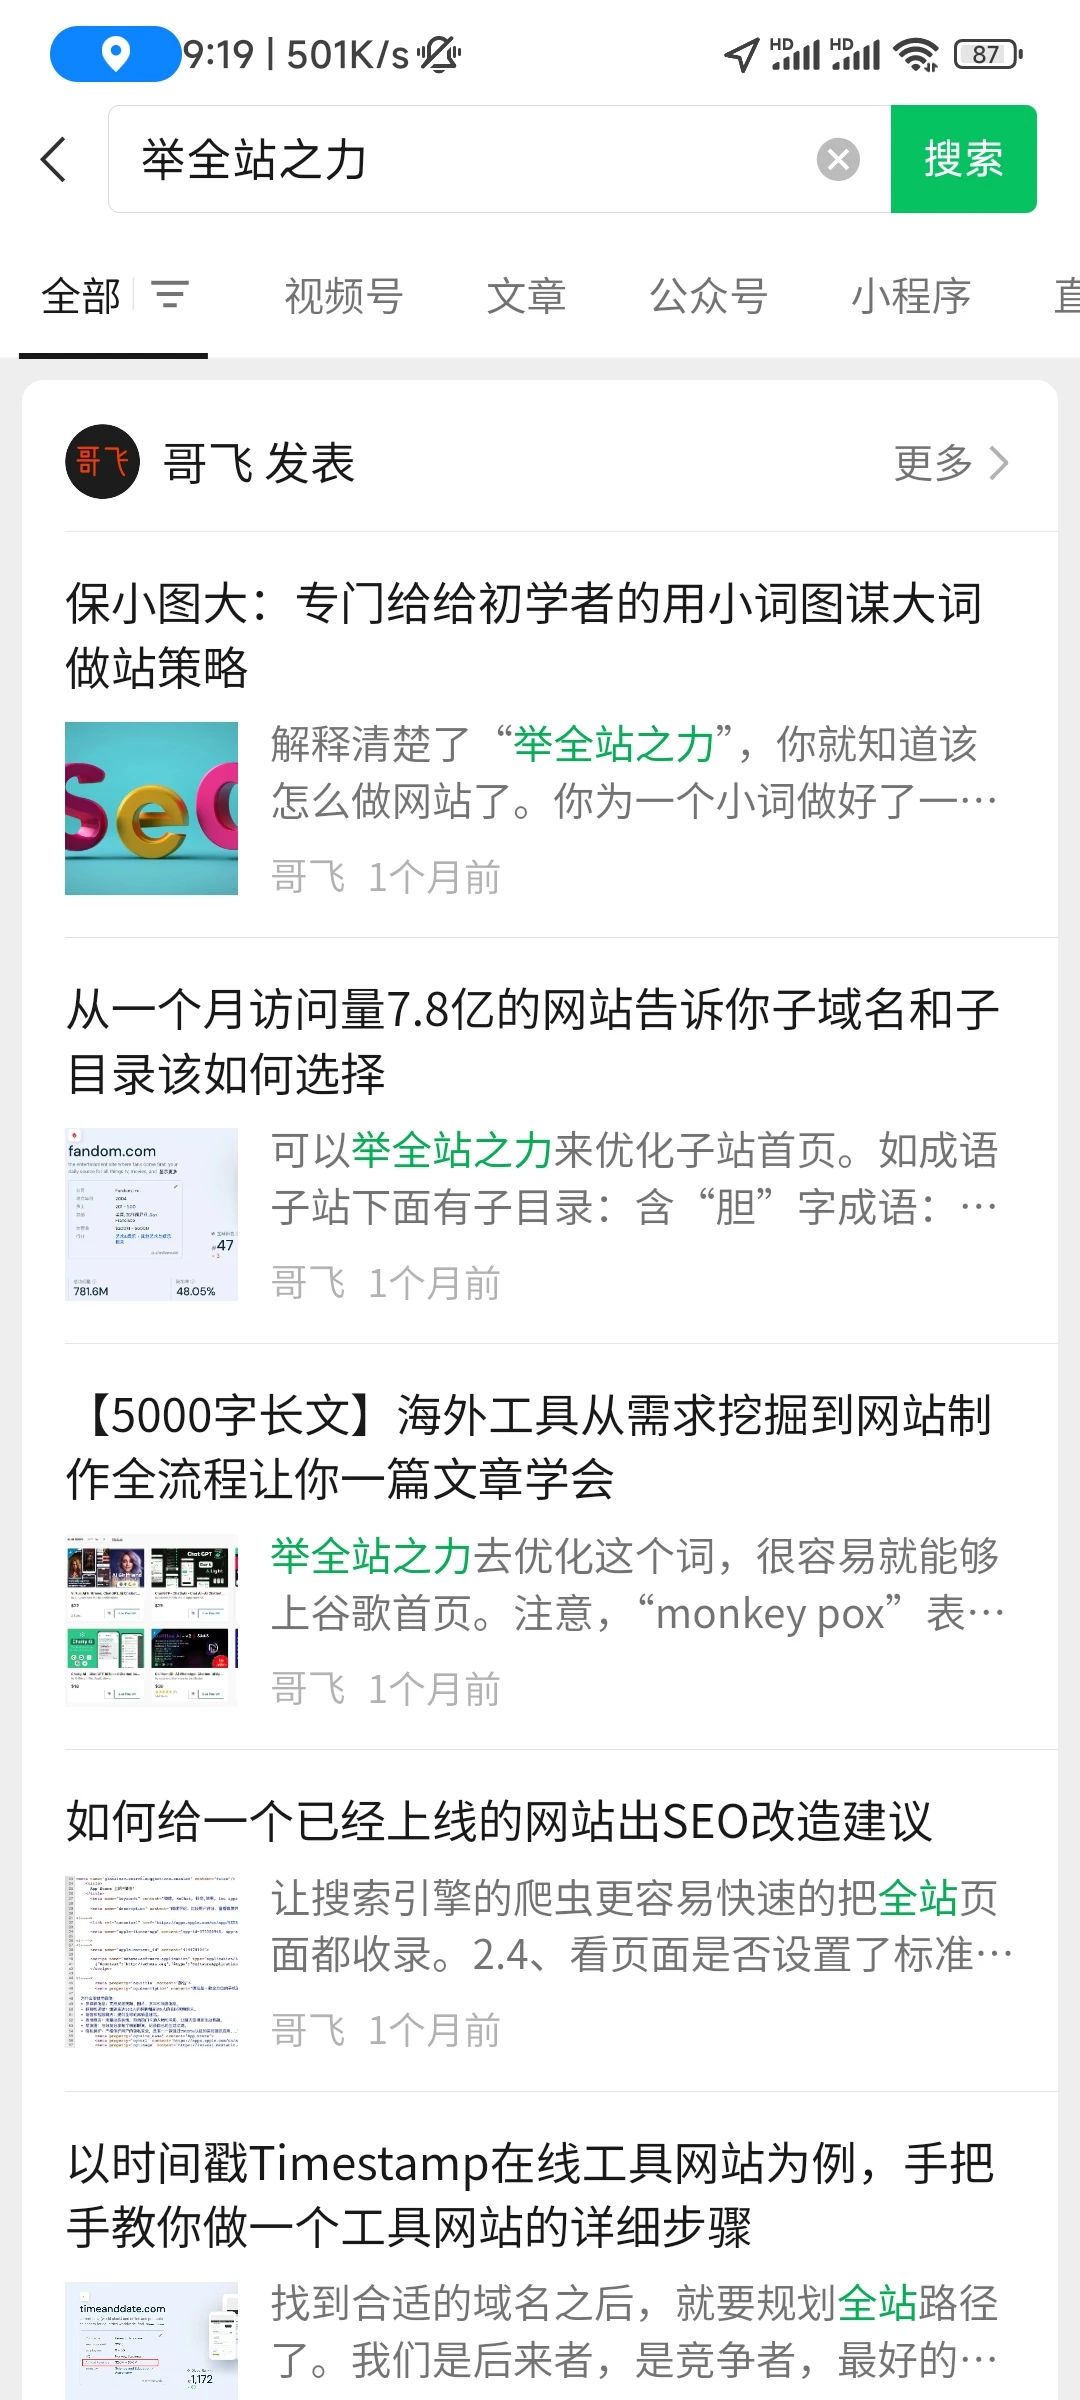 9:19 | 501K/s
HD HD 87
举全站之力
搜索
全部 视频号 文章 公众号 小程序
哥飞
哥飞 发表
更多
保小图大：专门给给初学者的用小词图谋大词
做站策略
seo
解释清楚了“举全站之力”，你就知道该
怎么做网站了。你为一个小词做好了一…
哥飞 1个月前
从一个月访问量7.8亿的网站告诉你子域名和子
目录该如何选择
fandom.com
#47
781.6M
48.05%
可以举全站之力来优化子站首页。如成语
子站下面有子目录：含“胆”字成语：…
哥飞 1个月前
【5000字长文】海外工具从需求挖掘到网站制
作全流程让你一篇文章学会
举全站之力去优化这个词，很容易就能够
上谷歌首页。注意，“monkey pox”表…
哥飞 1个月前
如何给一个已经上线的网站出SEO改造建议
让搜索引擎的爬虫更容易快速的把全站页
面都收录。2.4、看页面是否设置了标准…
哥飞 1个月前
以时间戳Timestamp在线工具网站为例，手把
手教你做一个工具网站的详细步骤
timeanddate.com
1,172
找到合适的域名之后，就要规划全站路径
了。我们是后来者，是竞争者，最好的…